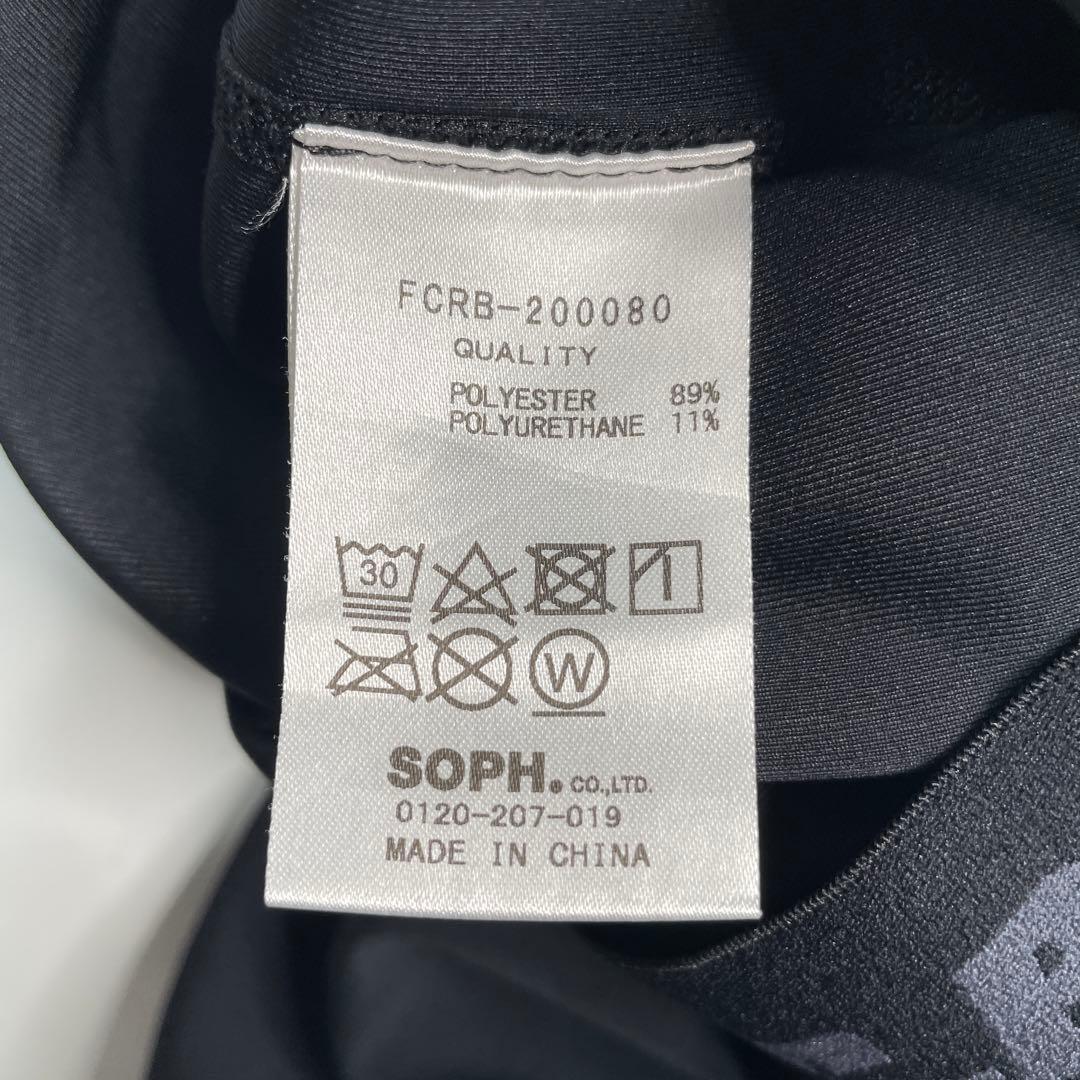 FCRB-200080
QUALITY
POLYESTER 89%
POLYURETHANE 11%
30
W
SOPH. CO.,LTD.
0120-207-019
MADE IN CHINA